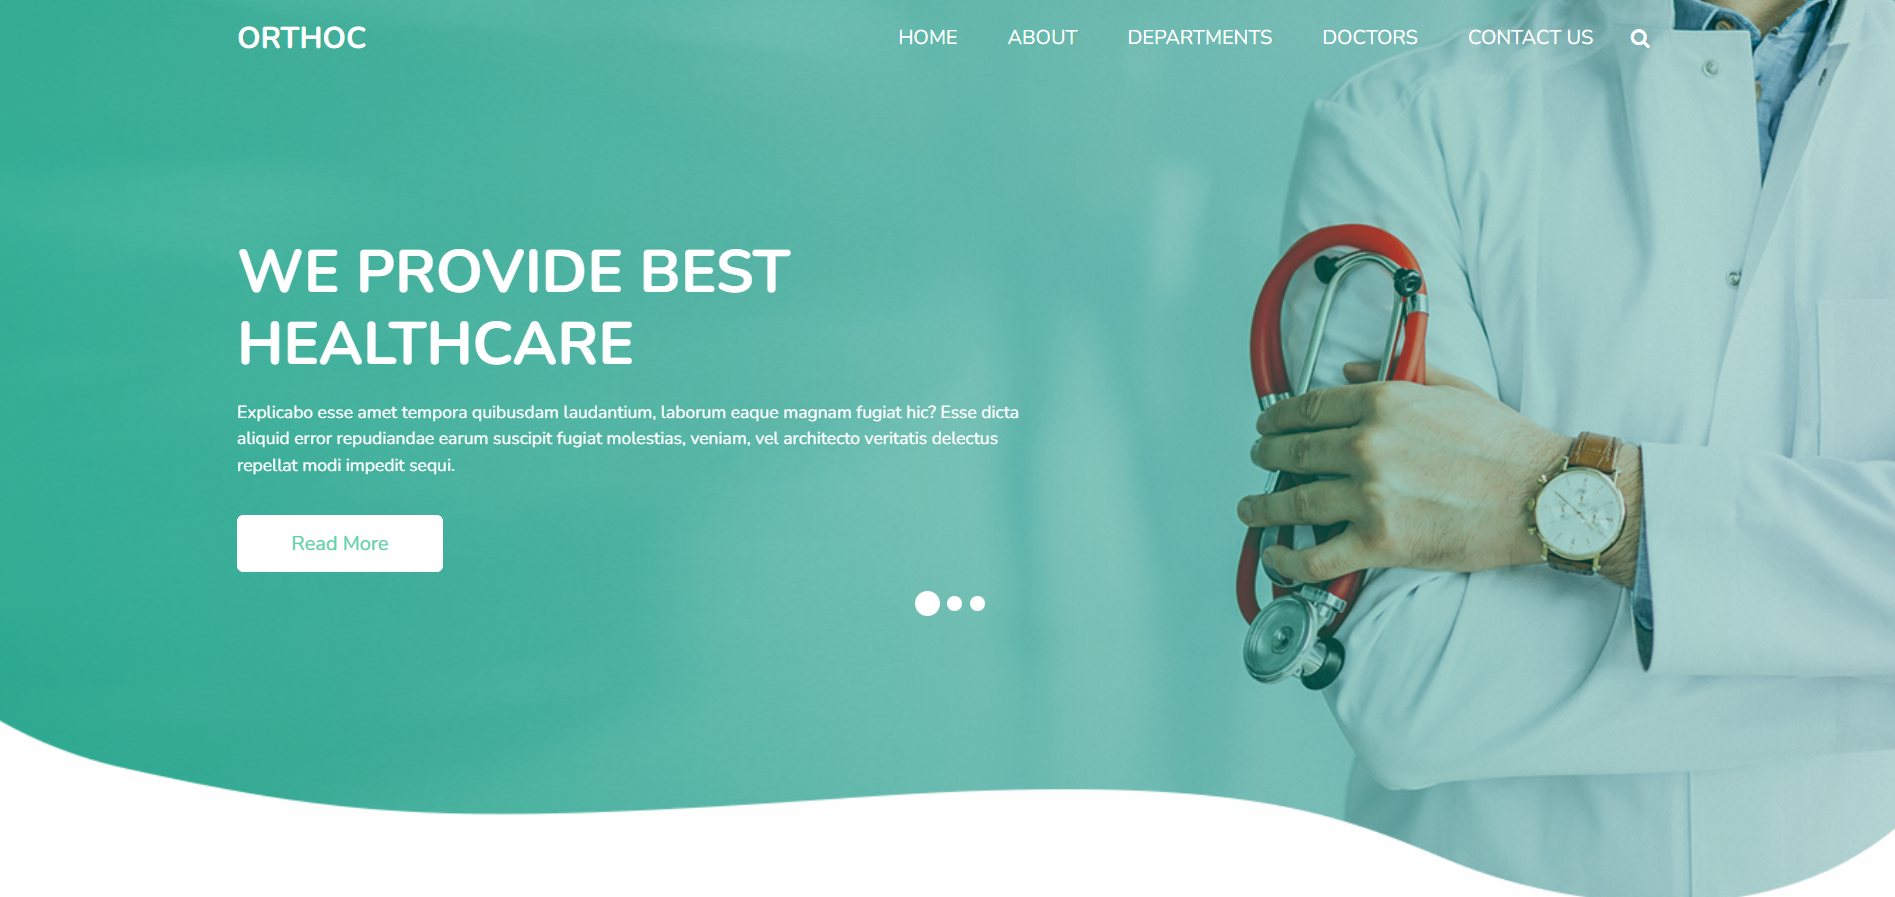 ORTHOC
HOME ABOUT DEPARTMENTS DOCTORS CONTACT US
WE PROVIDE BEST
HEALTHCARE
Explicabo esse amet tempora quibusdam laudantium, laborum eaque magnam fugiat hic? Esse dicta
aliquid error repudiandae earum suscipit fugiat molestias, veniam, vel architecto veritatis delectus
repellat modi impedit sequi.
Read More